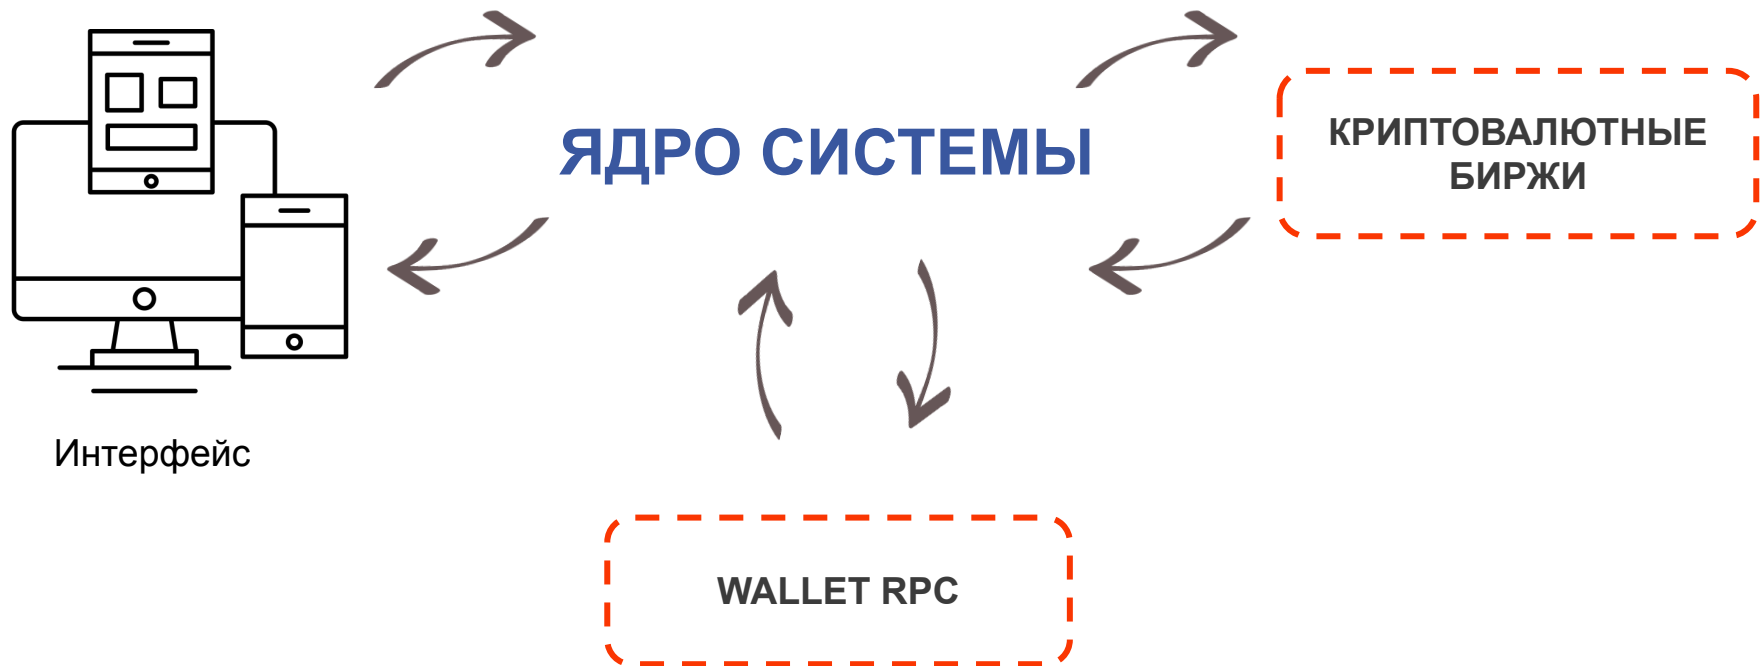 ЯДРО СИСТЕМЫ
КРИПТОВАЛЮТНЫЕ
БИРЖИ
Интерфейс
WALLET RPC